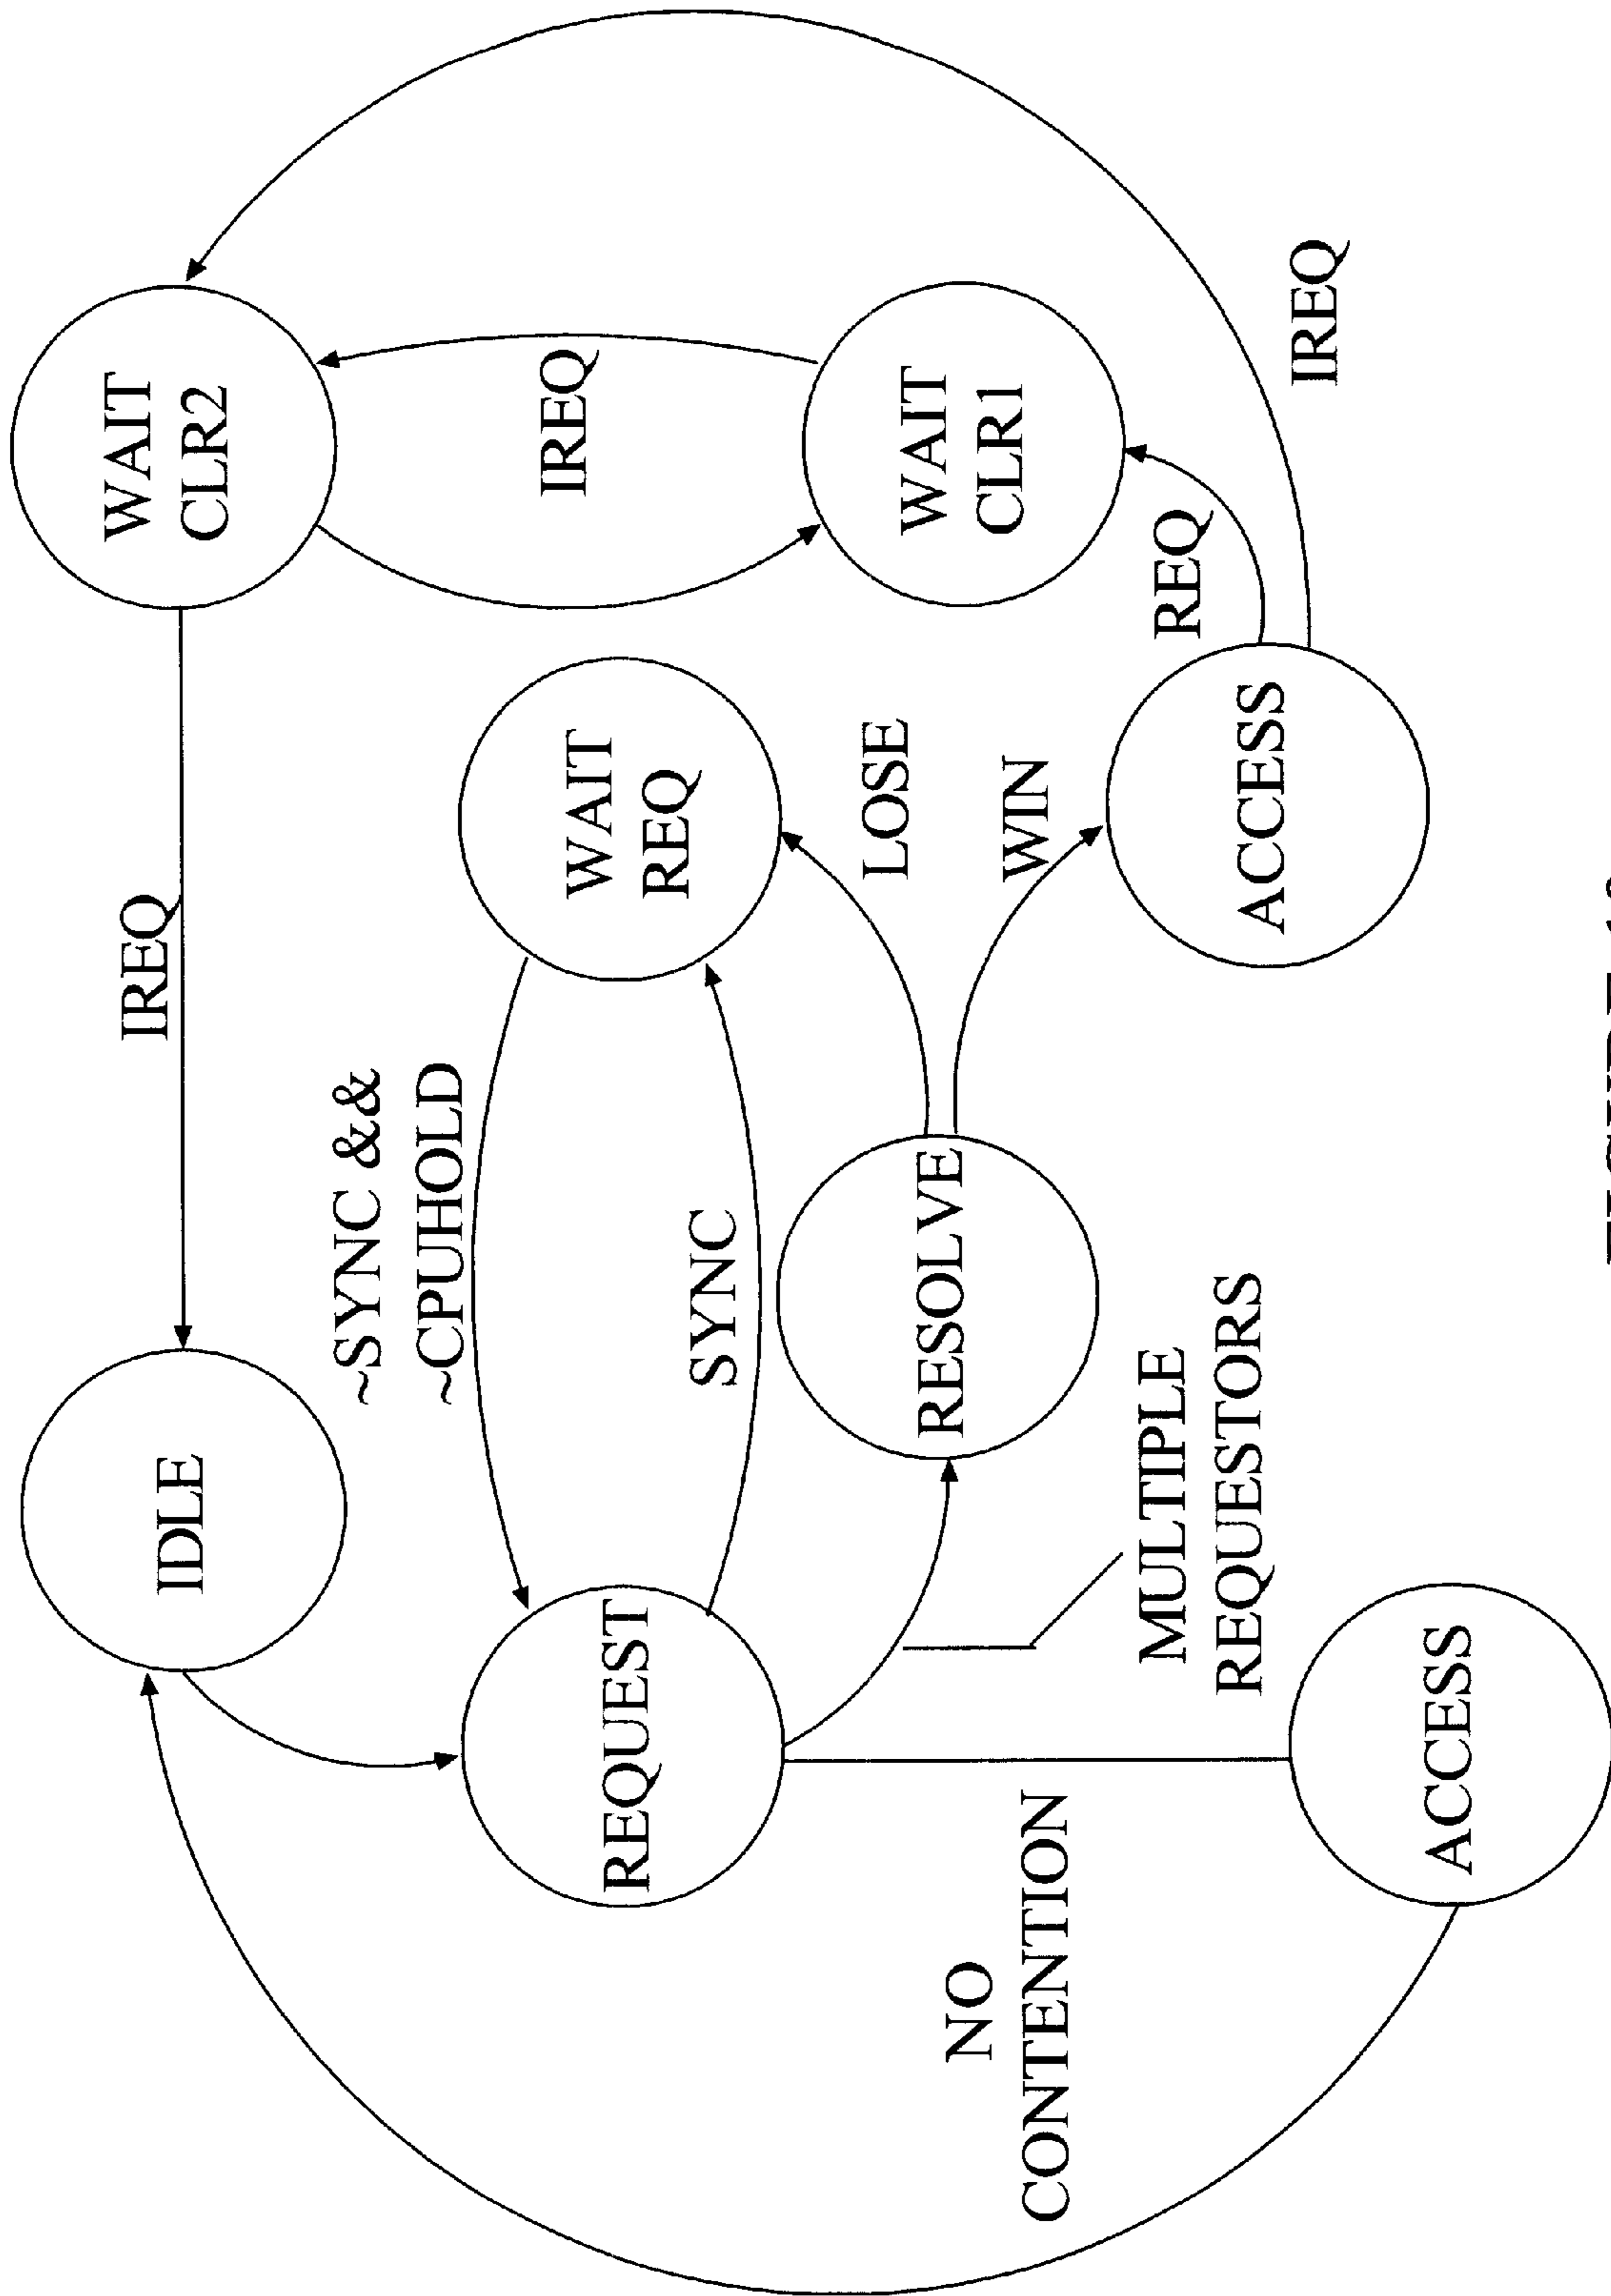 IDLE
IREQ
WAIT
CLR2
~SYNC &&
~CPUHOLD
IREQ
REQUEST
WAIT
REQ
SYNC
RESOLVE
LOSE
WAIT
CLR1
NO
CONTENTION
WIN
MULTIPLE
REQUESTORS
REQ
ACCESS
IREQ
ACCESS